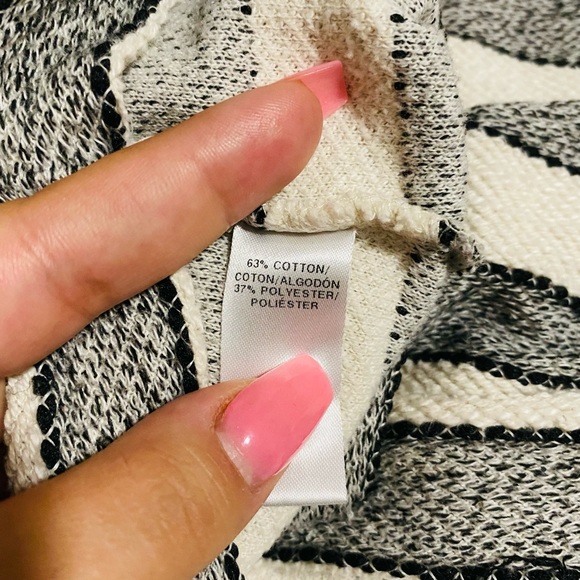 63% COTTON/
COTON/ALGODÓN
37% POLYESTER/
POLIÉSTER